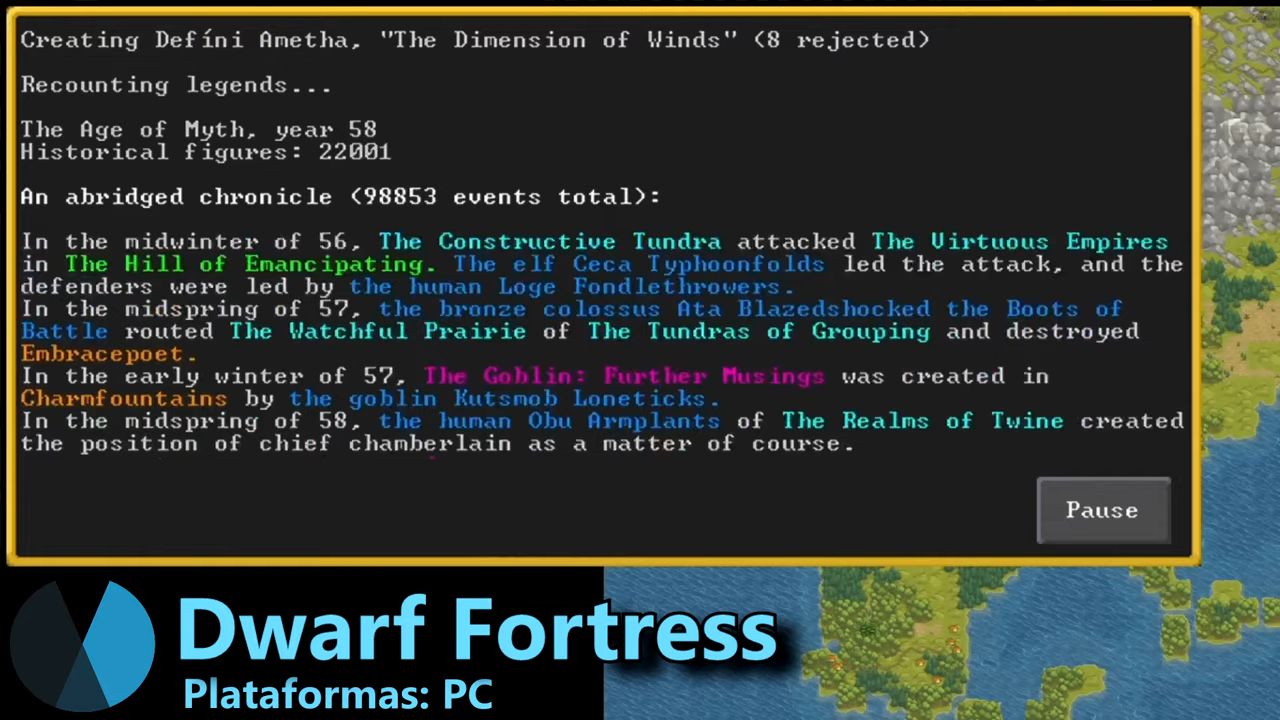 Creating Defíni Ametha, "The Dimension of Winds" (8 rejected)
Recounting legends...
The Age of Myth, year 58
Historical figures: 22001
An abridged chronicle (98853 events total):
In the midwinter of 56, The Constructive Tundra attacked The Virtuous Empires
in The Hill of Emancipating. The elf Ceca Typhoonfolds led the attack, and the
defenders were led by the human Loge Fondlethrowers.
In the midspring of 57, the bronze colossus Ata Blazedshocked the Boots of
Battle routed The Watchful Prairie of The Tundras of Grouping and destroyed
Embracepoet.
In the early winter of 57, The Goblin: Further Musings was created in
Charmfountains by the goblin Kutsmob Loneticks.
In the midspring of 58, the human Obu Armplants of The Realms of Twine created
the position of chief chamberlain as a matter of course.
Pause
Dwarf Fortress
Plataformas: PC